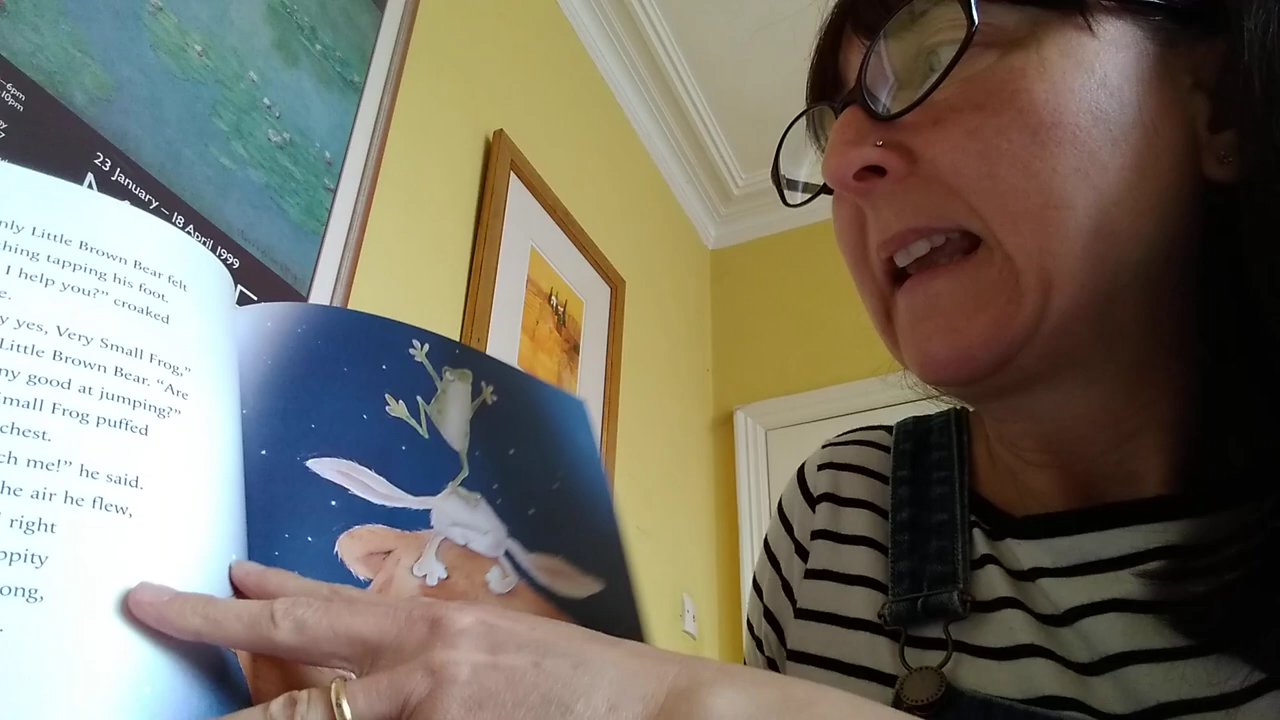 –6pm
–10pm
23 January – 18 April 1999
nly Little Brown Bear felt
thing tapping his foot.
I help you?" croaked
e.
y yes, Very Small Frog,"
Little Brown Bear. "Are
ny good at jumping?"
Small Frog puffed
chest.
ch me!" he said.
he air he flew,
right
ppity
ong,